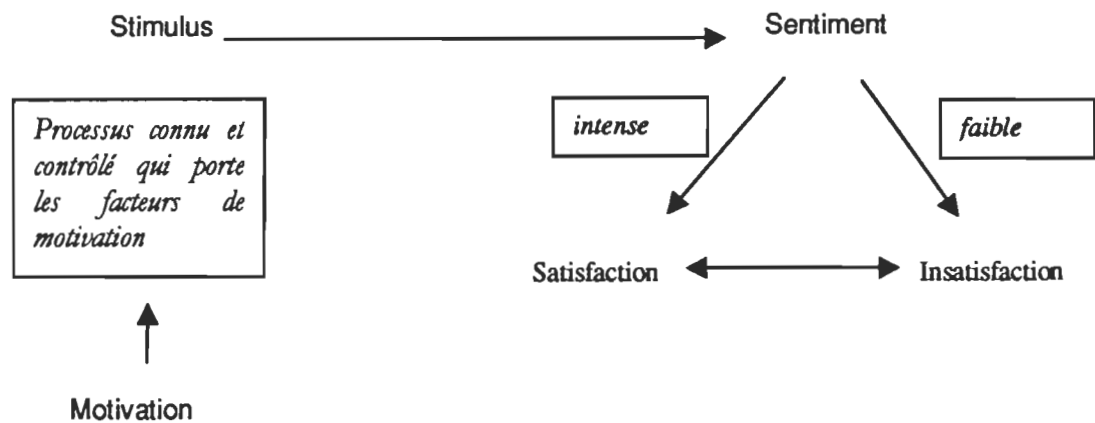 Stimulus
Sentiment
Processus connu et
contrôlé qui porte
les facteurs de
motivation
intense
faible
Satisfaction
Insatisfaction
Motivation